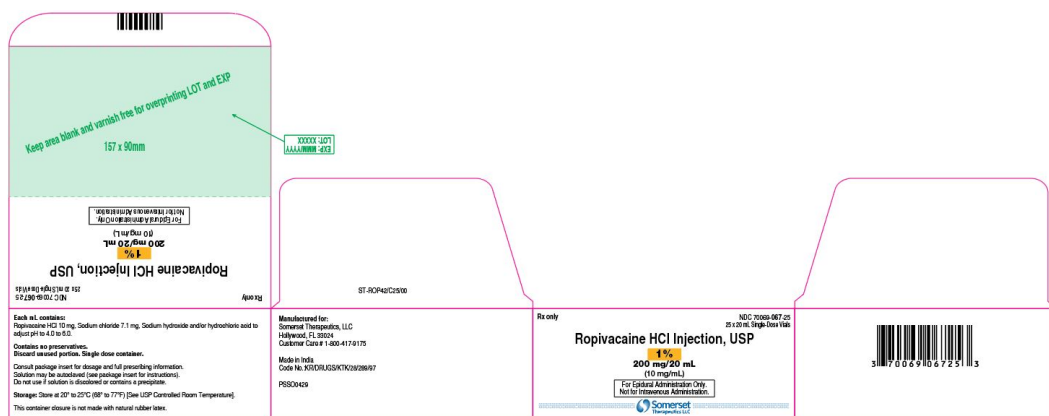 Keep area blank and varnish free for overprinting LOT and EXP
157 x 90mm
LOT: XXXX
EXP: MMM/YYYY
Rx only
NDC 70069-067-25
25 x 20 mL Single-Dose Vials
Ropivacaine HCl Injection, USP
1%
200 mg/20 mL
(10 mg/mL)
For Epidural Administration Only.
Not for Intravenous Administration.
ST-ROP42/C25/00
Each mL contains:
Ropivacaine HCl 10 mg, Sodium chloride 7.1 mg, Sodium hydroxide and/or hydrochloric acid to
adjust pH to 4.0 to 6.0.
Contains no preservatives.
Discard unused portion. Single dose container.
Consult package insert for dosage and full prescribing information.
Solution may be autoclaved (see package insert for instructions).
Do not use if solution is discolored or contains a precipitate.
Storage: Store at 20° to 25°C (68° to 77°F) [See USP Controlled Room Temperature].
This container closure is not made with natural rubber latex.
Manufactured for:
Somerset Therapeutics, LLC
Hollywood, FL 33024
Customer Care # 1-800-417-9175
Made in India
Code No.:KR/DRUGS/KTK/28/289/97
PSSO0429
Rx only
NDC 70069-067-25
25 x 20 mL Single-Dose Vials
Ropivacaine HCl Injection, USP
1%
200 mg/20 mL
(10 mg/mL)
For Epidural Administration Only.
Not for Intravenous Administration.
Somerset
Therapeutics LLC
3 70069 06725 3